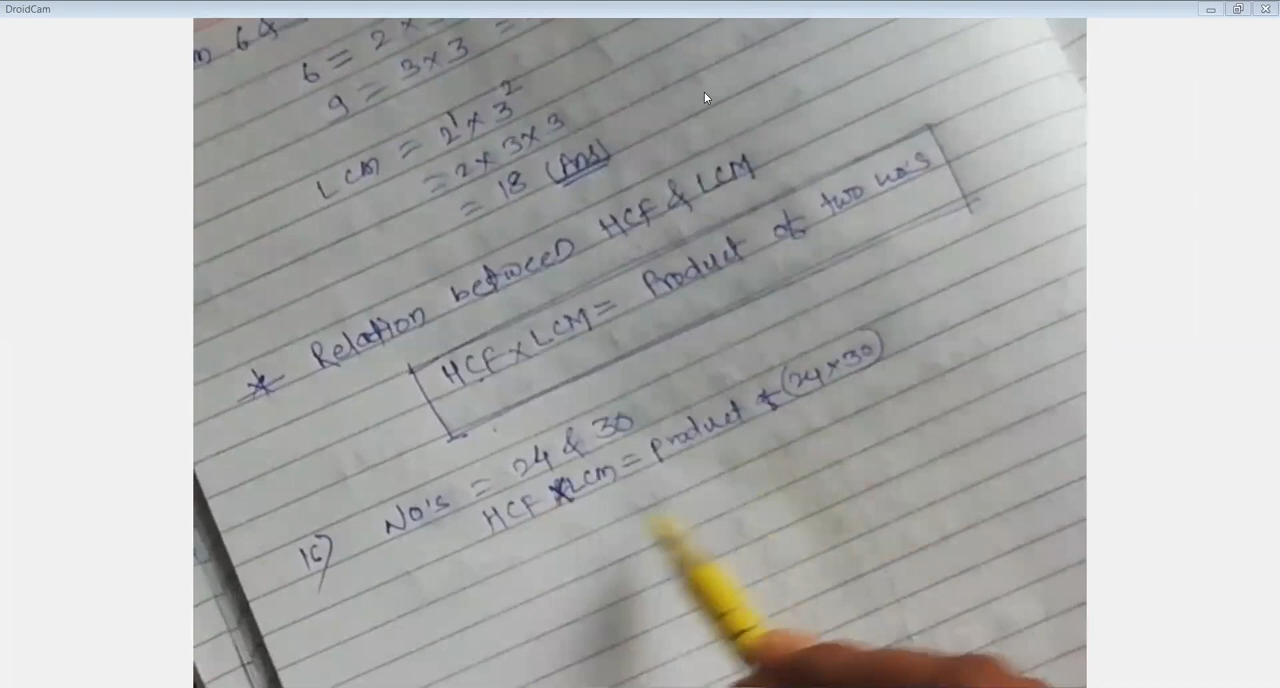 DroidCam
6 = 2 ×
9 = 3×3 =
LCM = 2¹ × 3²
= 2 × 3 × 3
= 18 (Ans)
* Relation between HCF & LCM
HCF × LCM = Product of two no's
16) No's = 24 & 30
HCF × LCM = product of (24×30)